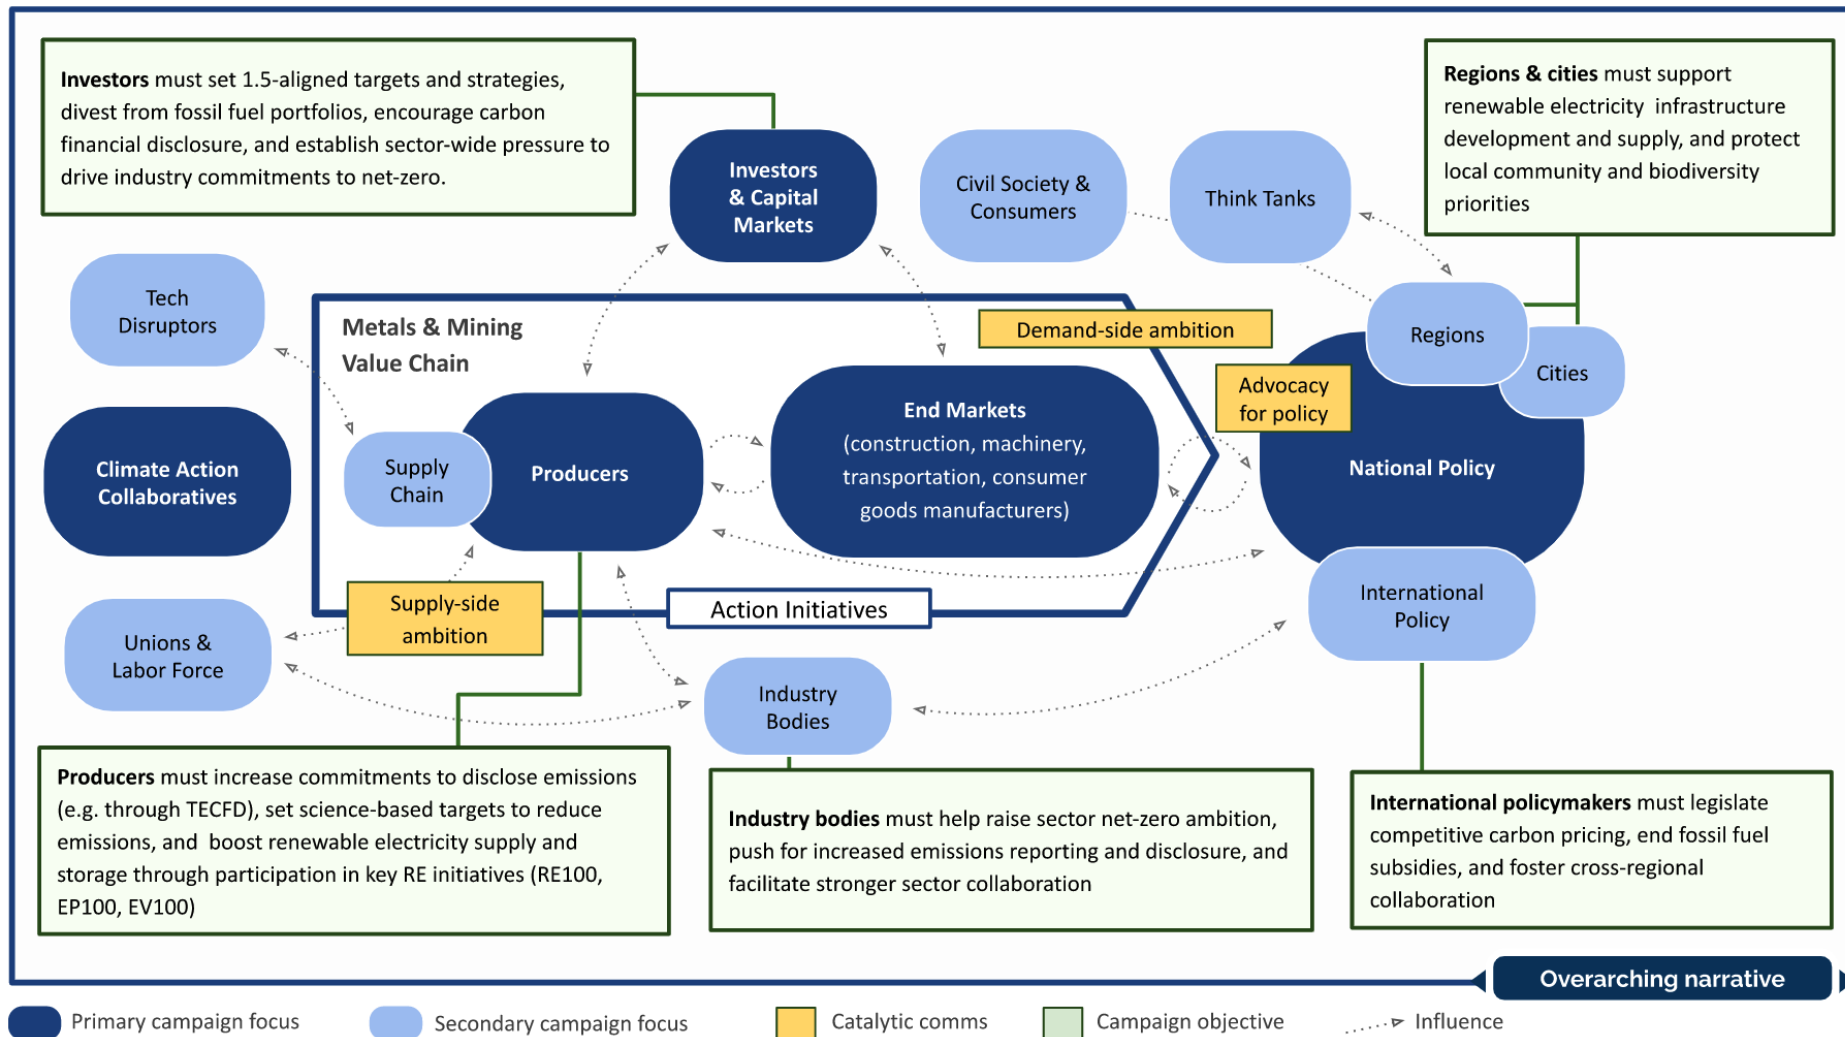 Investors must set 1.5-aligned targets and strategies,
divest from fossil fuel portfolios, encourage carbon
financial disclosure, and establish sector-wide pressure to
drive industry commitments to net-zero.
Regions & cities must support
renewable electricity infrastructure
development and supply, and protect
local community and biodiversity
priorities
Investors
& Capital
Markets
Civil Society &
Consumers
Think Tanks
Tech
Disruptors
Metals & Mining
Value Chain
Demand-side ambition
Regions
Cities
Advocacy
for policy
End Markets
(construction, machinery,
transportation, consumer
goods manufacturers)
Climate Action
Collaboratives
Supply
Chain
Producers
National Policy
Supply-side
ambition
Action Initiatives
International
Policy
Unions &
Labor Force
Industry
Bodies
Producers must increase commitments to disclose emissions
(e.g. through TECFD), set science-based targets to reduce
emissions, and boost renewable electricity supply and
storage through participation in key RE initiatives (RE100,
EP100, EV100)
Industry bodies must help raise sector net-zero ambition,
push for increased emissions reporting and disclosure, and
facilitate stronger sector collaboration
International policymakers must legislate
competitive carbon pricing, end fossil fuel
subsidies, and foster cross-regional
collaboration
Overarching narrative
Primary campaign focus
Secondary campaign focus
Catalytic comms
Campaign objective
Influence